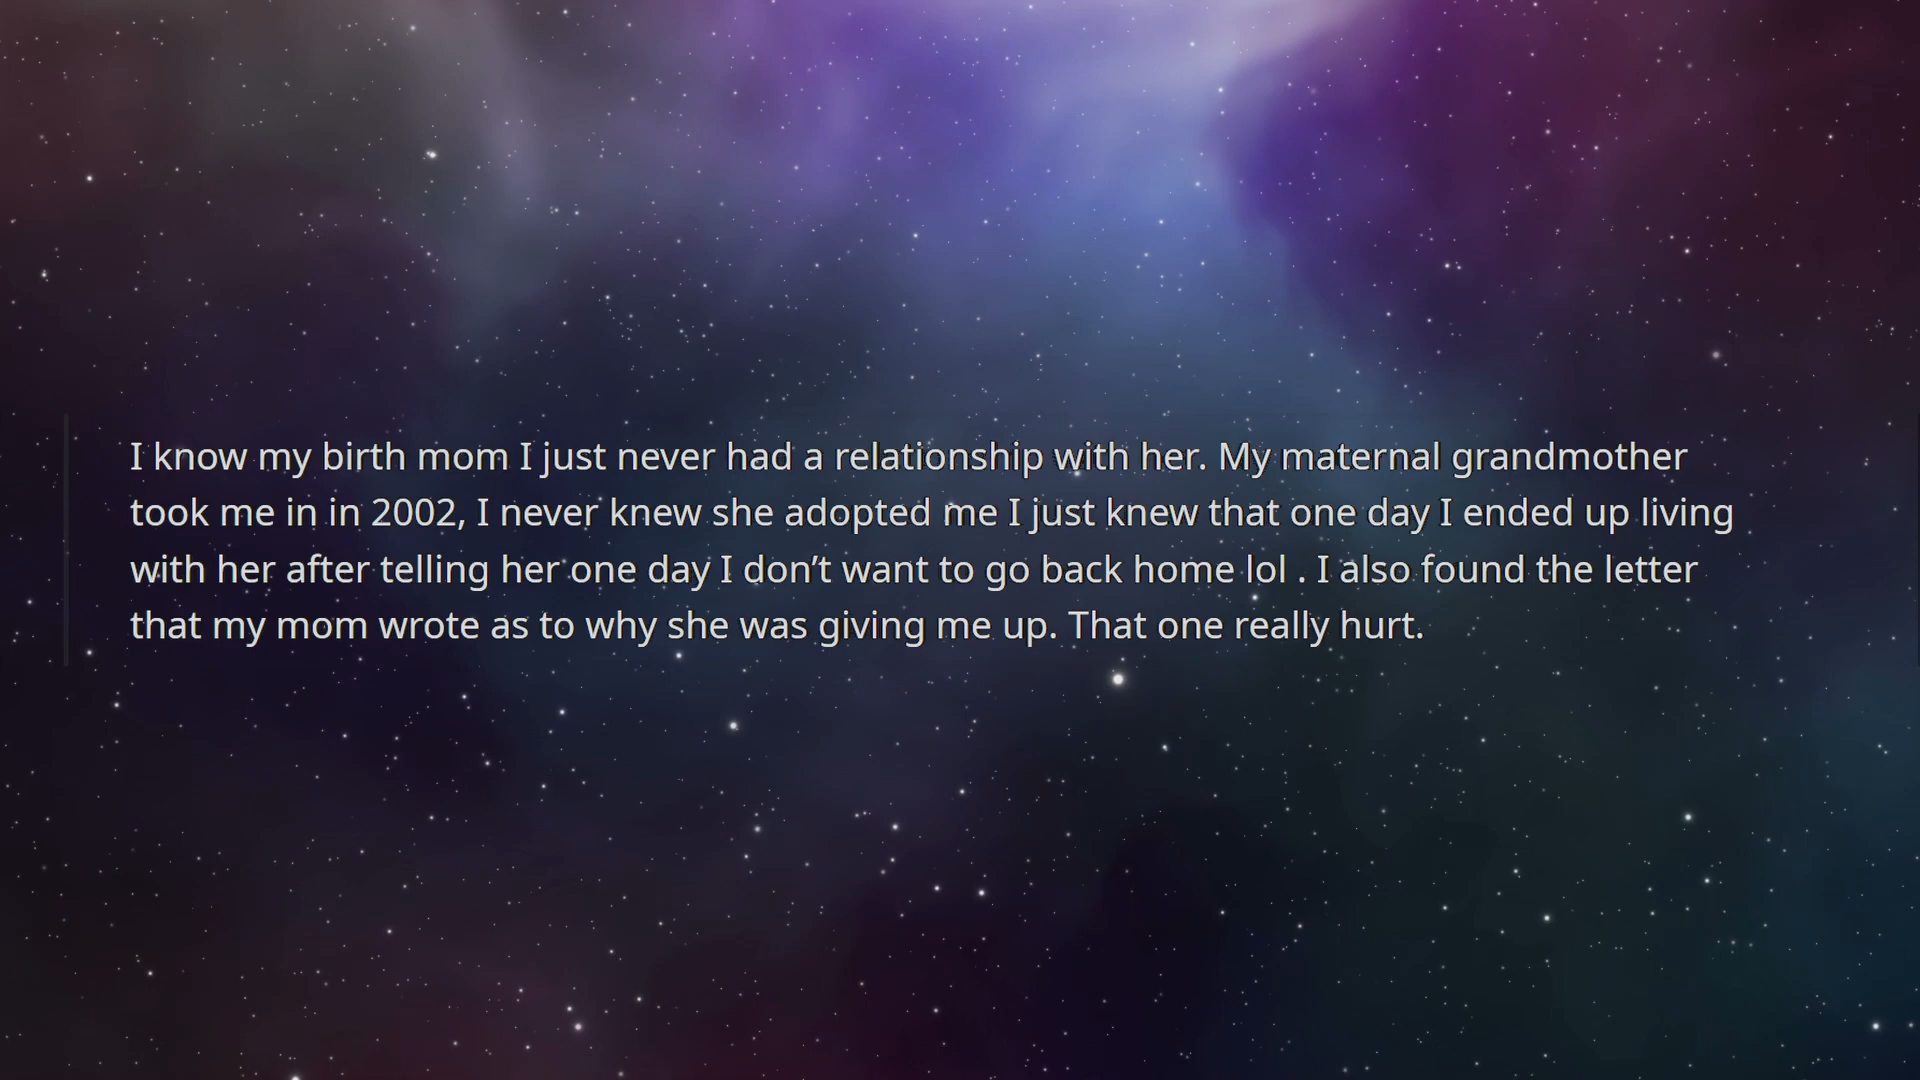 I know my birth mom I just never had a relationship with her. My maternal grandmother
took me in in 2002, I never knew she adopted me I just knew that one day I ended up living
with her after telling her one day I don’t want to go back home lol . I also found the letter
that my mom wrote as to why she was giving me up. That one really hurt.